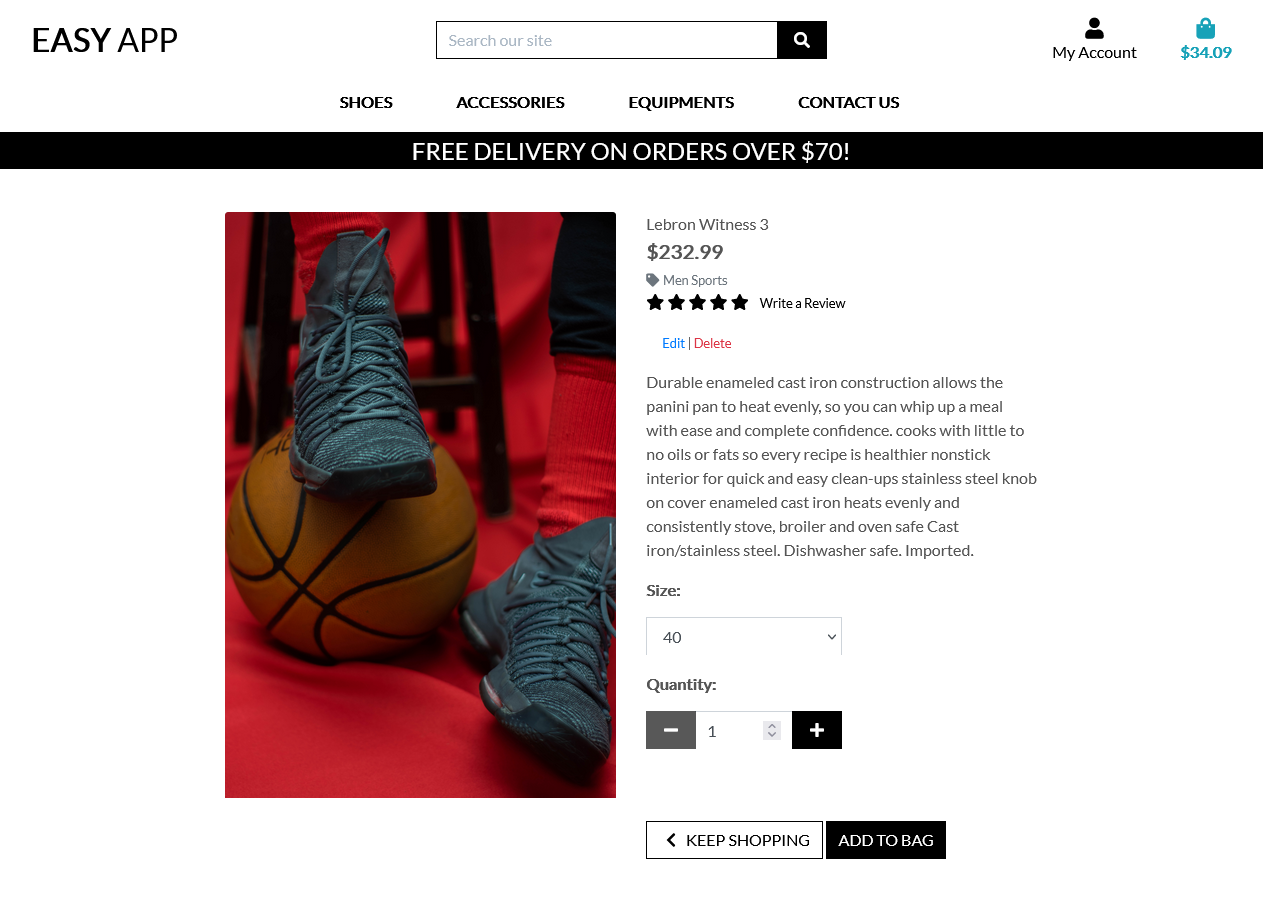 EASY APP
Search our site
My Account
$34.09
SHOES ACCESSORIES EQUIPMENTS CONTACT US
FREE DELIVERY ON ORDERS OVER $70!
Lebron Witness 3
$232.99
Men Sports
Write a Review
Edit | Delete
Durable enameled cast iron construction allows the
panini pan to heat evenly, so you can whip up a meal
with ease and complete confidence. cooks with little to
no oils or fats so every recipe is healthier nonstick
interior for quick and easy clean-ups stainless steel knob
on cover enameled cast iron heats evenly and
consistently stove, broiler and oven safe Cast
iron/stainless steel. Dishwasher safe. Imported.
Size:
40
Quantity:
1
KEEP SHOPPING ADD TO BAG